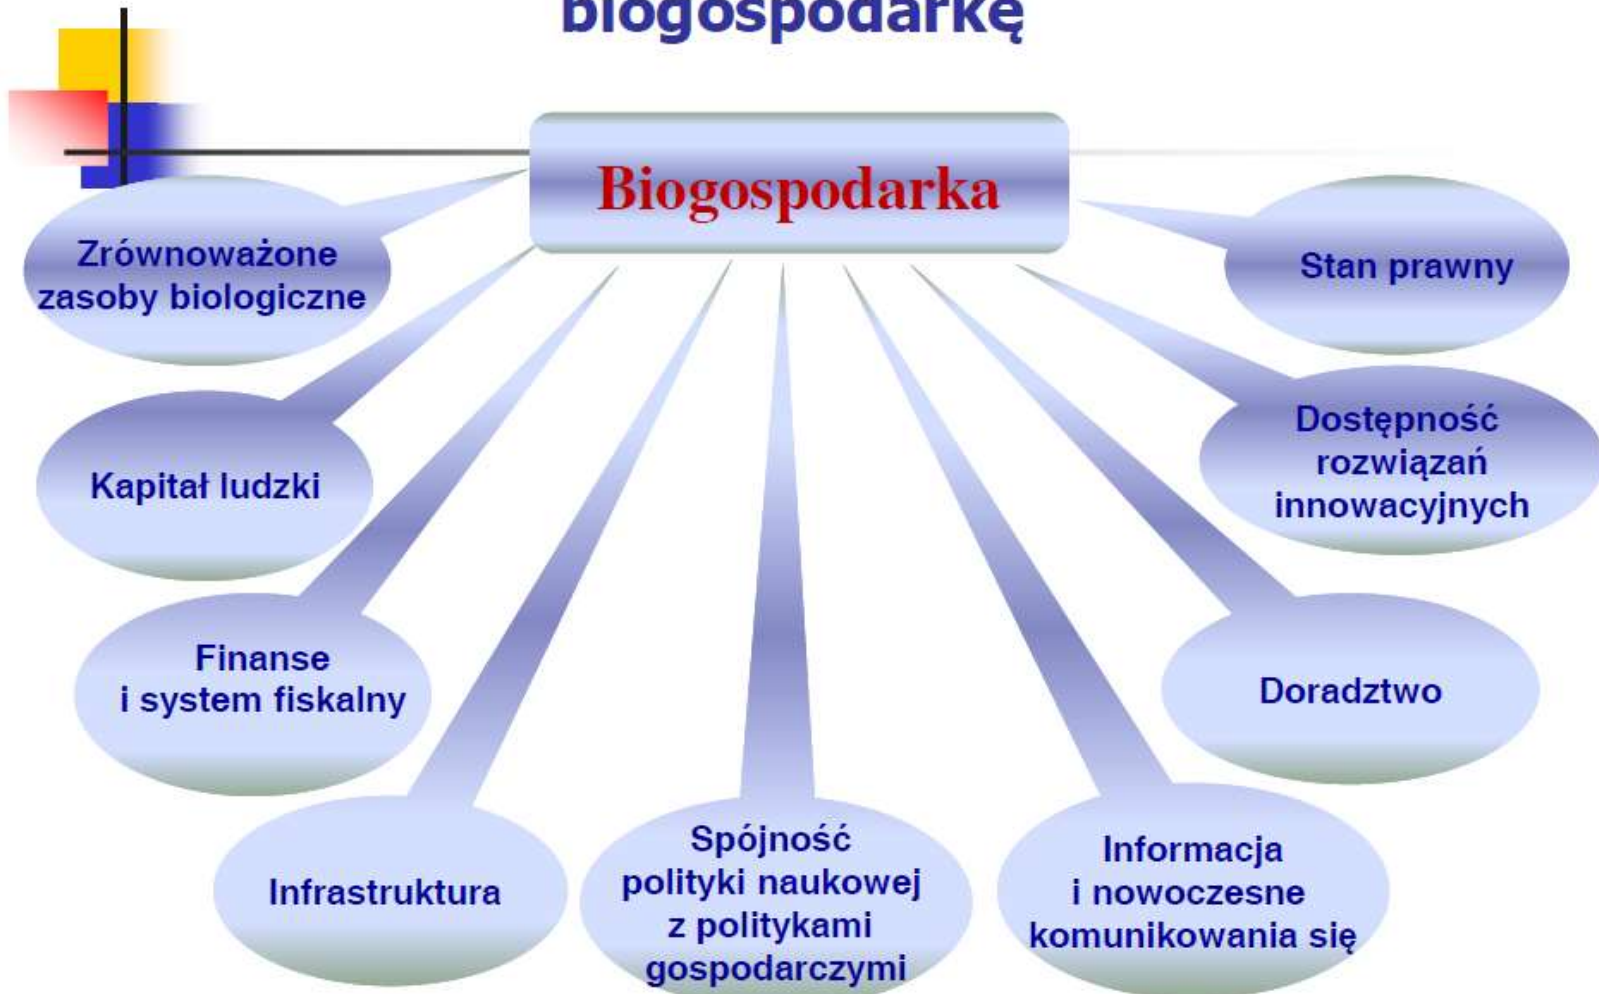 biogospodarkę
Biogospodarka
Zrównoważone
zasoby biologiczne
Kapitał ludzki
Finanse
i system fiskalny
Infrastruktura
Spójność
polityki naukowej
z politykami
gospodarczymi
Informacja
i nowoczesne
komunikowania się
Doradztwo
Dostępność
rozwiązań
innowacyjnych
Stan prawny